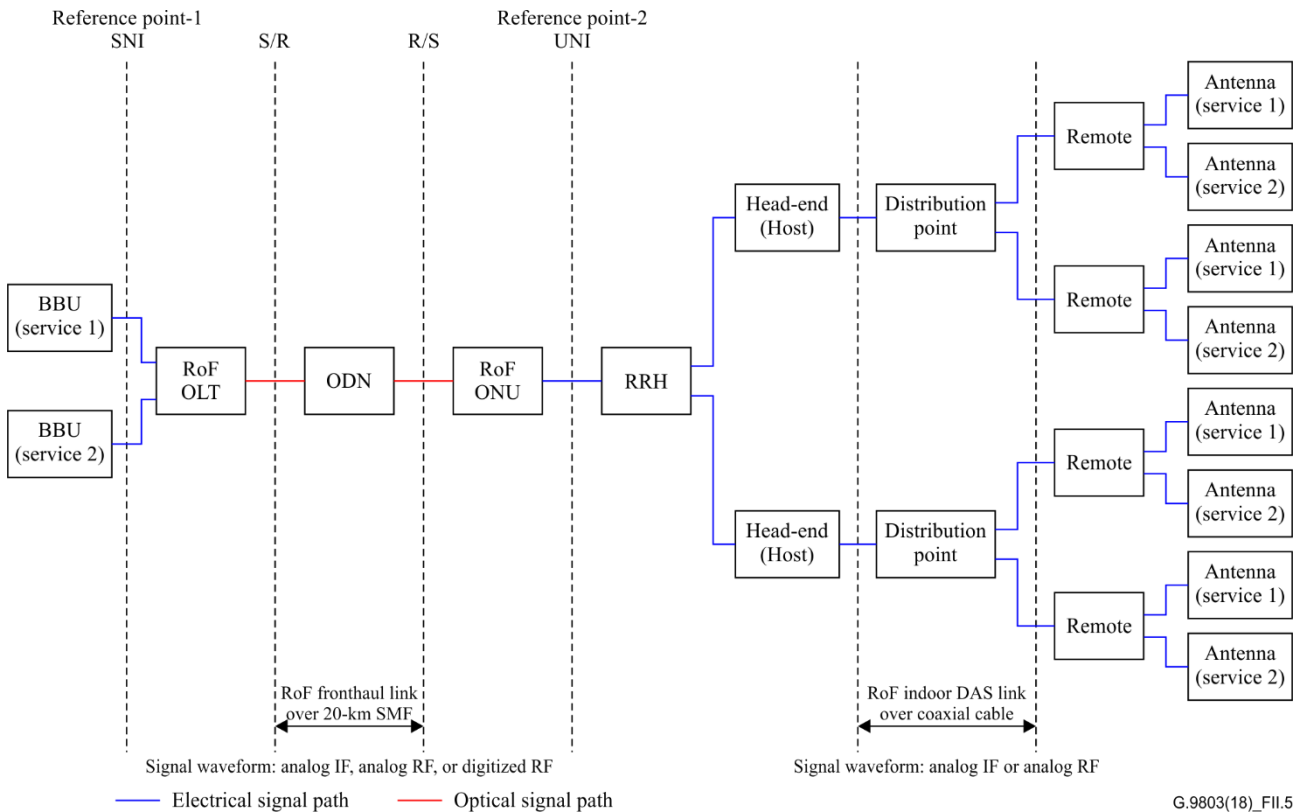 Reference point-1
SNI
S/R
R/S
Reference point-2
UNI
BBU
(service 1)
BBU
(service 2)
RoF
OLT
ODN
RoF
ONU
RRH
Head-end
(Host)
Distribution
point
Remote
Antenna
(service 1)
Antenna
(service 2)
Remote
Antenna
(service 1)
Antenna
(service 2)
Head-end
(Host)
Distribution
point
Remote
Antenna
(service 1)
Antenna
(service 2)
Remote
Antenna
(service 1)
Antenna
(service 2)
RoF fronthaul link
over 20-km SMF
RoF indoor DAS link
over coaxial cable
Signal waveform: analog IF, analog RF, or digitized RF
Signal waveform: analog IF or analog RF
Electrical signal path
Optical signal path
G.9803(18)_FII.5